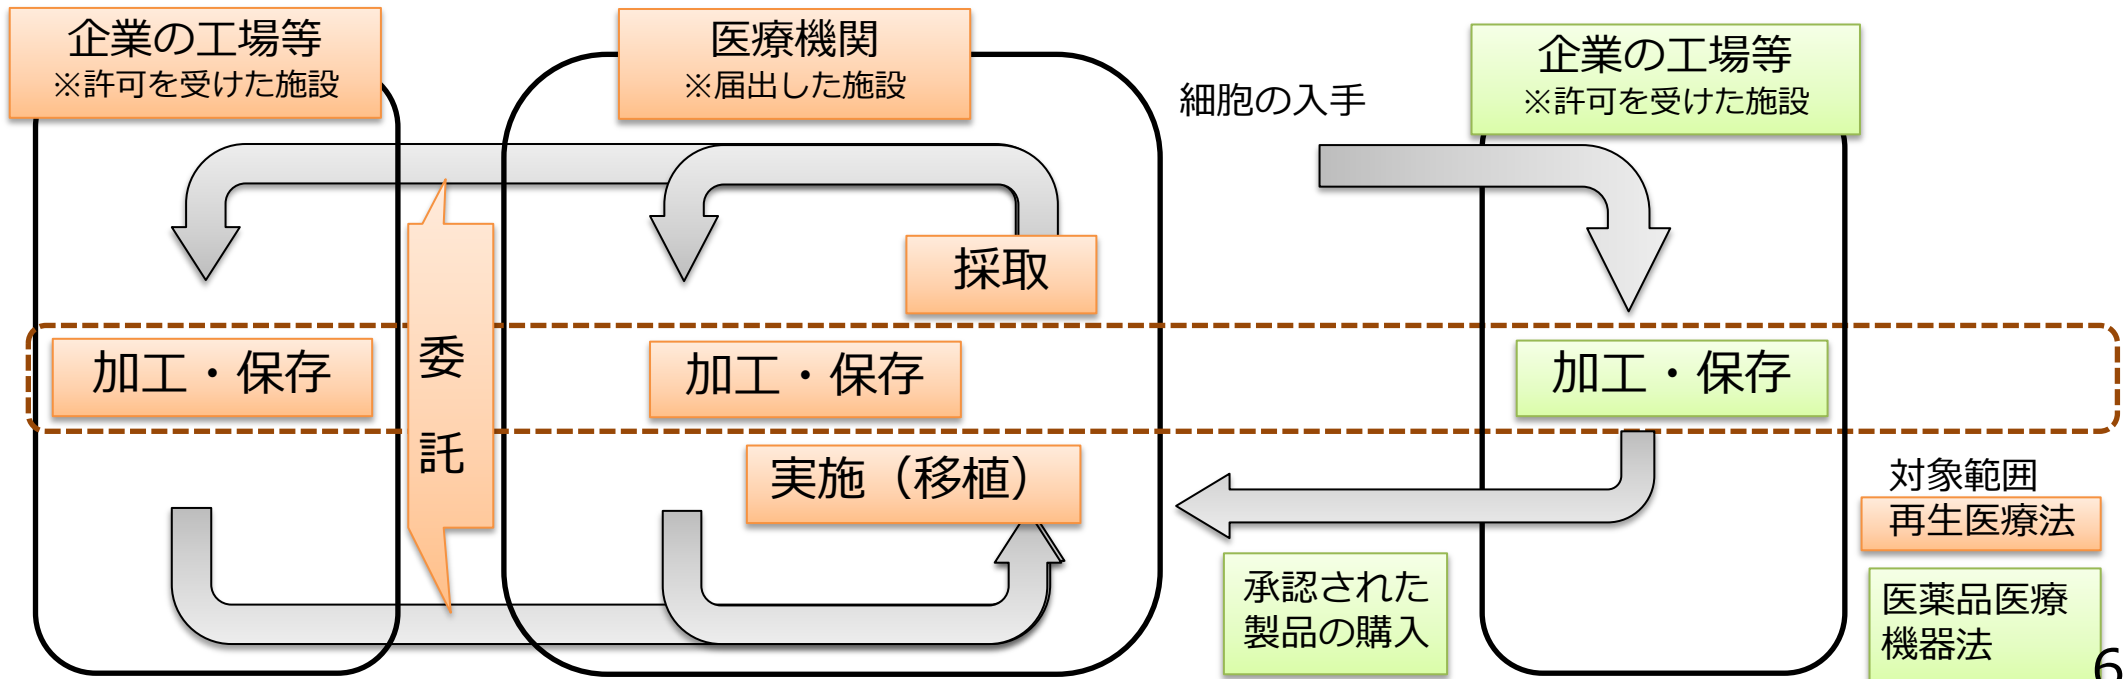 企業の工場等
※許可を受けた施設
医療機関
※届出した施設
細胞の入手
企業の工場等
※許可を受けた施設
採取
委
託
加工・保存
加工・保存
加工・保存
実施（移植）
承認された
製品の購入
対象範囲
再生医療法
医薬品医療
機器法
6